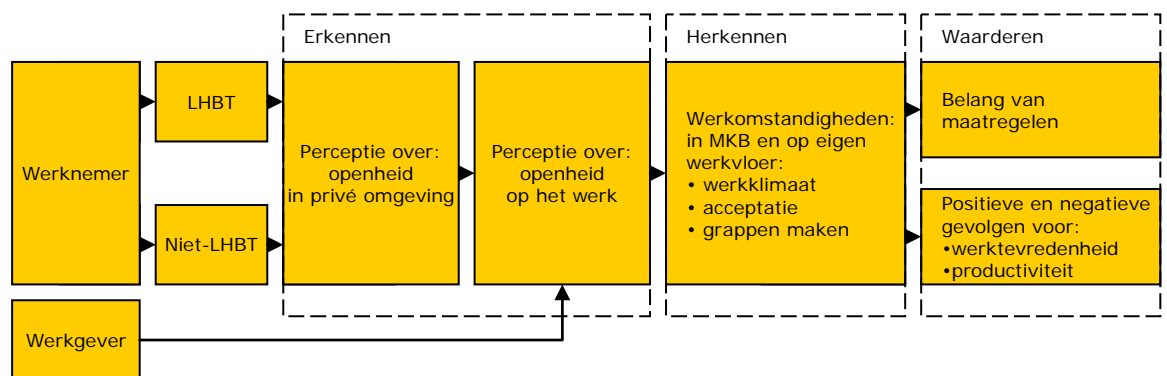 Erkennen
Herkennen
Waarderen
Werknemer
LHBT
Niet-LHBT
Perceptie over:
openheid
in privé omgeving
Perceptie over:
openheid
op het werk
Werkomstandigheden:
in MKB en op eigen
werkvloer:
• werkklimaat
• acceptatie
• grappen maken
Belang van
maatregelen
Positieve en negatieve
gevolgen voor:
•werktevredenheid
•productiviteit
Werkgever